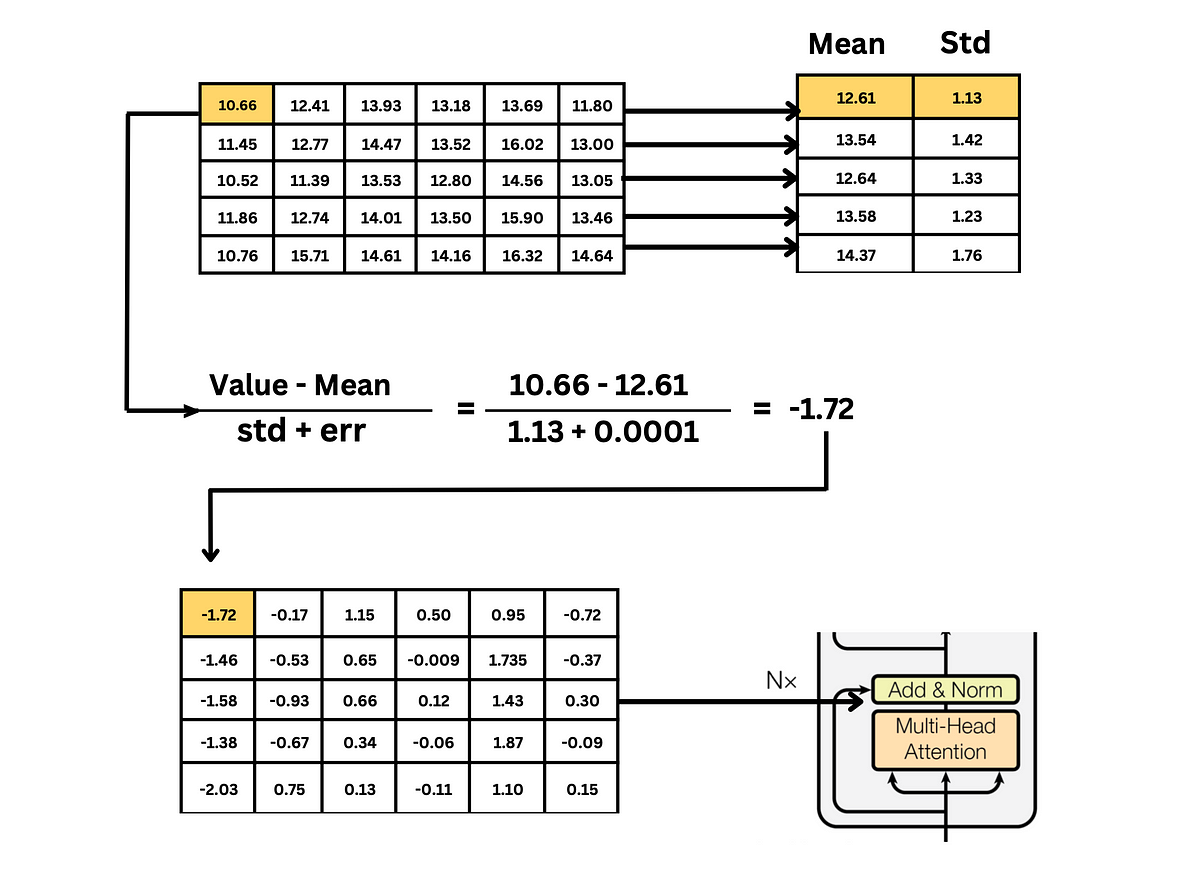 Mean Std
10.66 12.41 13.93 13.18 13.69 11.80 12.61 1.13
11.45 12.77 14.47 13.52 16.02 13.00 13.54 1.42
10.52 11.39 13.53 12.80 14.56 13.05 12.64 1.33
11.86 12.74 14.01 13.50 15.90 13.46 13.58 1.23
10.76 15.71 14.61 14.16 16.32 14.64 14.37 1.76
Value - Mean
std + err
=
10.66 - 12.61
1.13 + 0.0001
= -1.72
-1.72 -0.17 1.15 0.50 0.95 -0.72
-1.46 -0.53 0.65 -0.009 1.735 -0.37
-1.58 -0.93 0.66 0.12 1.43 0.30
-1.38 -0.67 0.34 -0.06 1.87 -0.09
-2.03 0.75 0.13 -0.11 1.10 0.15
N×
Add & Norm
Multi-Head
Attention